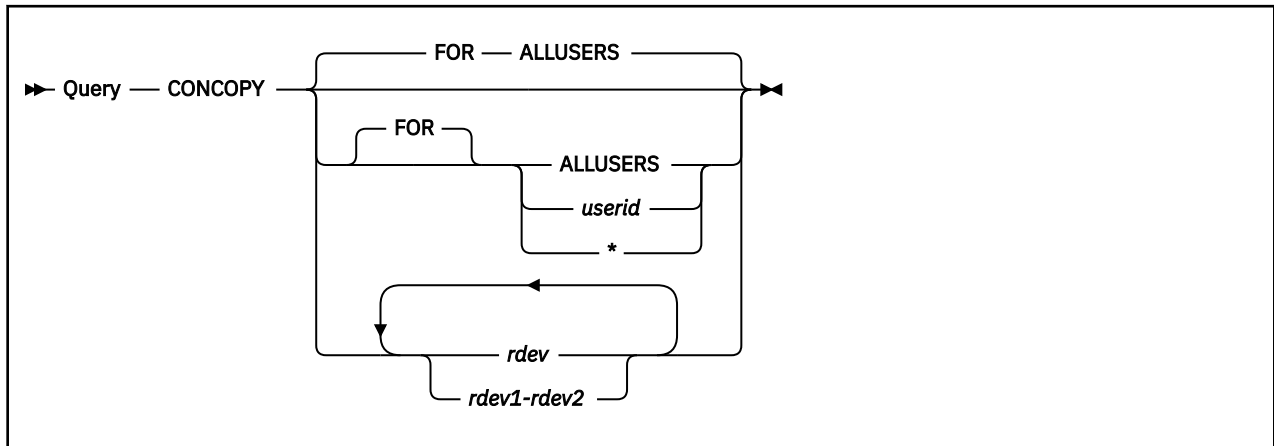 FOR ALLUSERS
Query CONCOPY
FOR
ALLUSERS
userid
*
rdev
rdev1-rdev2